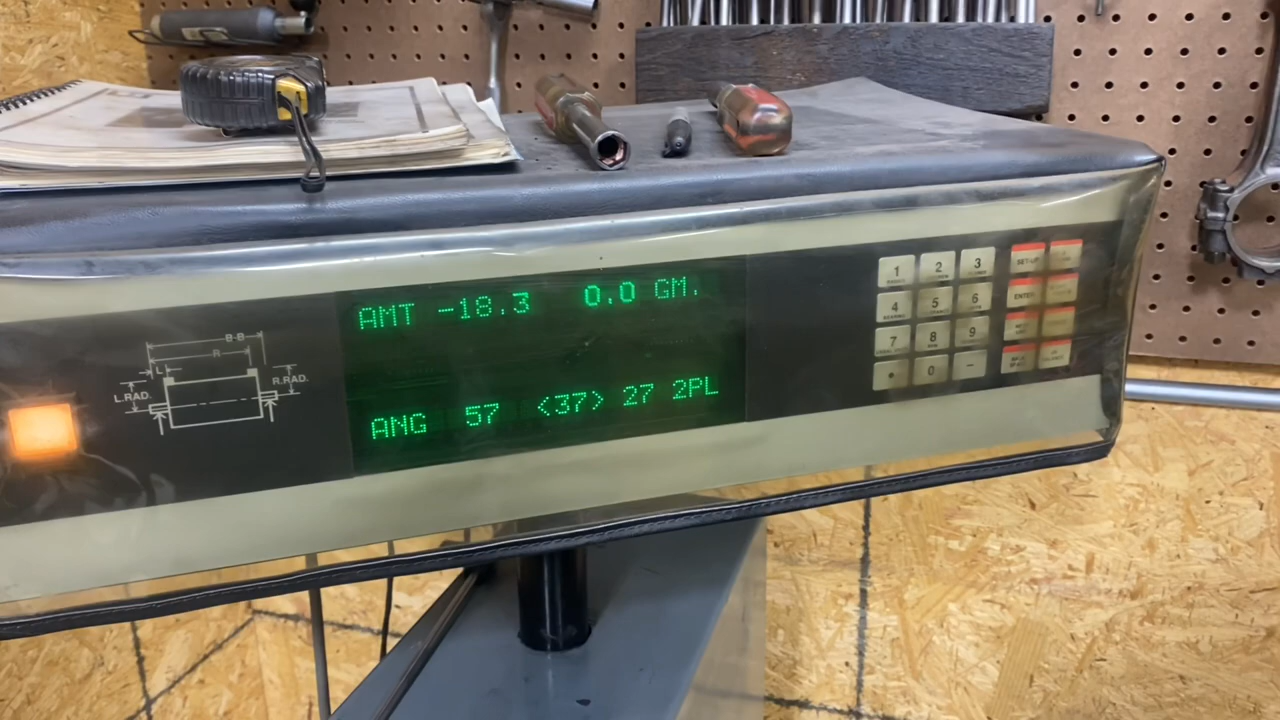 AMT -18.3 0.0 GM.
ANG 57 <37> 27 2PL
B-B
R
L
L.RAD.
R.RAD.
1 2 3 SET-UP
4 5 6 ENTER
7 8 9
0 -